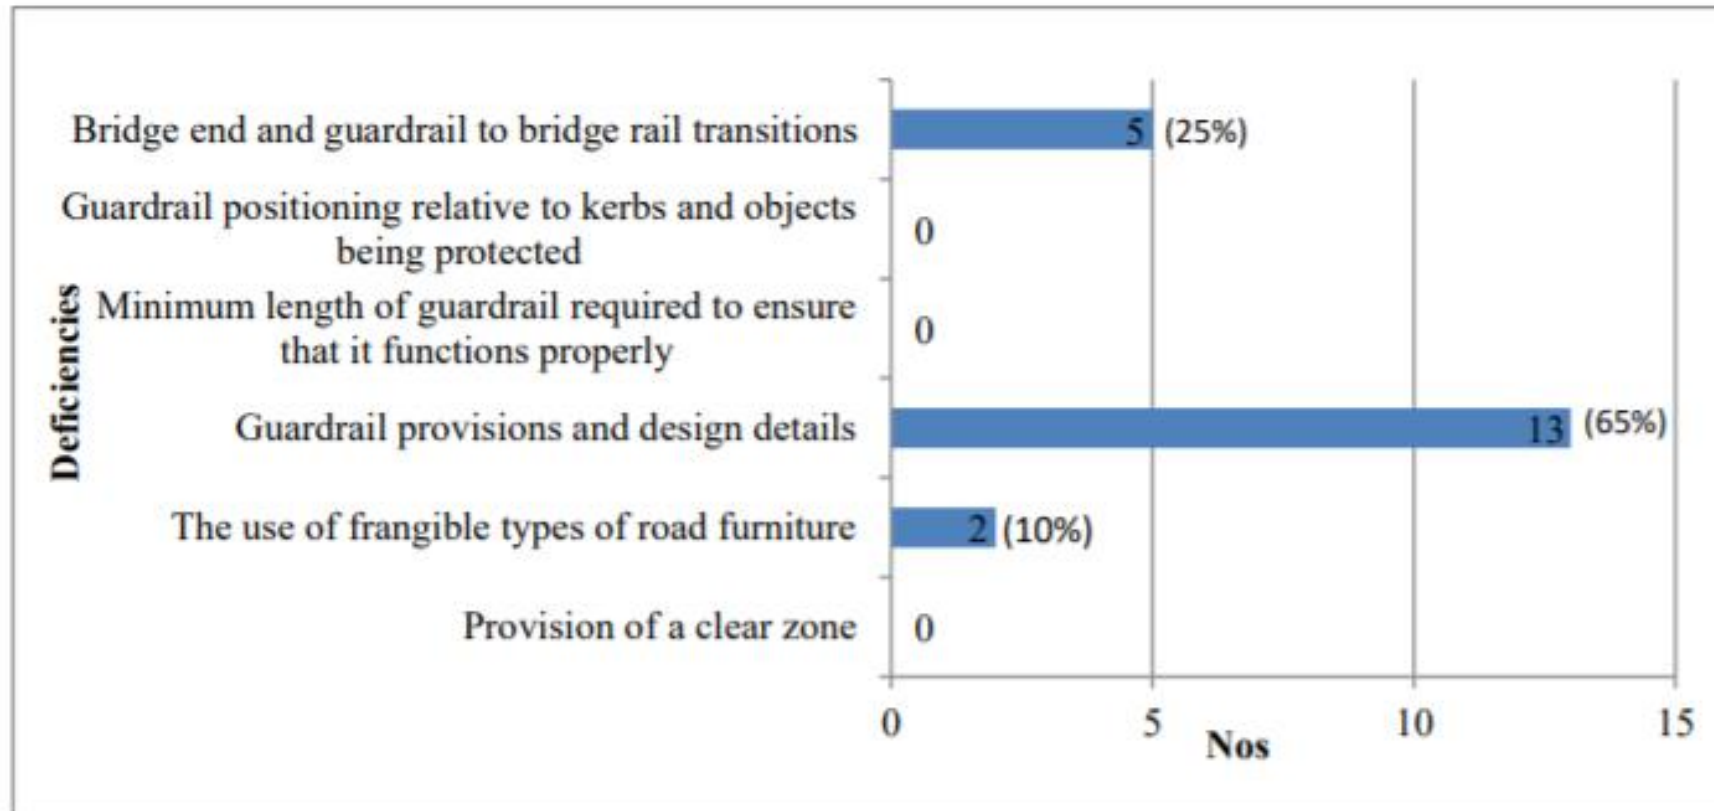 Bridge end and guardrail to bridge rail transitions
5 (25%)
Guardrail positioning relative to kerbs and objects
being protected
0
Minimum length of guardrail required to ensure
that it functions properly
0
Guardrail provisions and design details
13 (65%)
The use of frangible types of road furniture
2 (10%)
Provision of a clear zone
0
Deficiencies
0 5 10 15
Nos